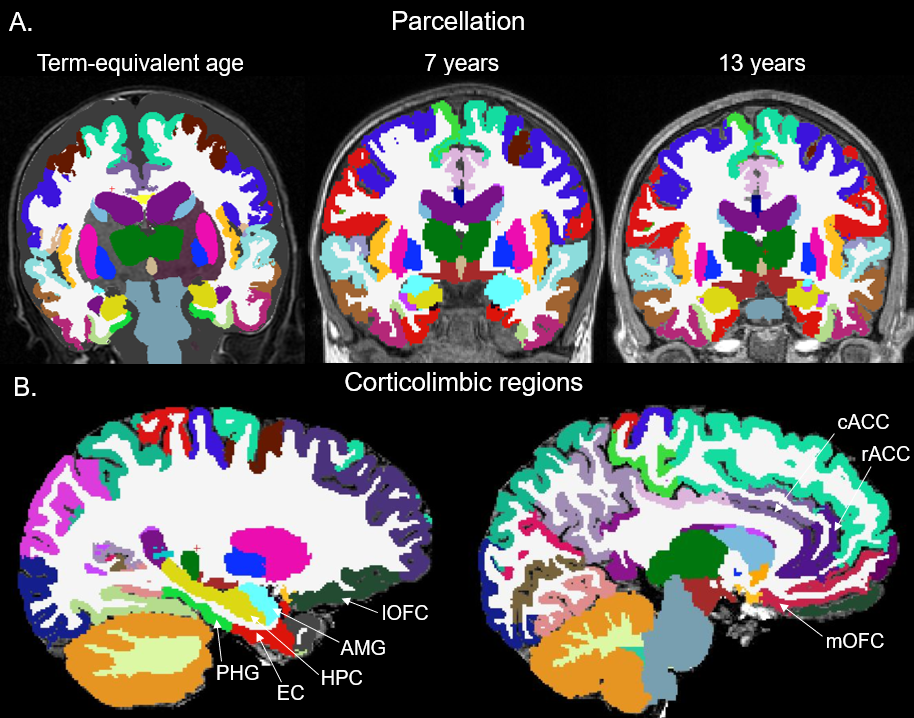 A.
Parcellation
Term-equivalent age
7 years
13 years
B.
Corticolimbic regions
cACC
rACC
lOFC
AMG
mOFC
PHG
HPC
EC